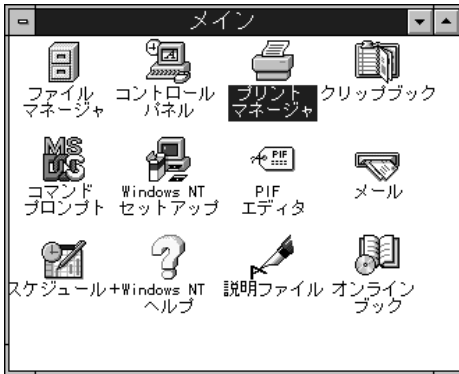 メイン
ファイル
マネージャ
コントロール
パネル
プリント
マネージャ
クリップブック
MS
DOS
コマンド
プロンプト
Windows NT
セットアップ
PIF
PIF
エディタ
メール
スケジュール+
Windows NT
ヘルプ
説明ファイル
オンライン
ブック